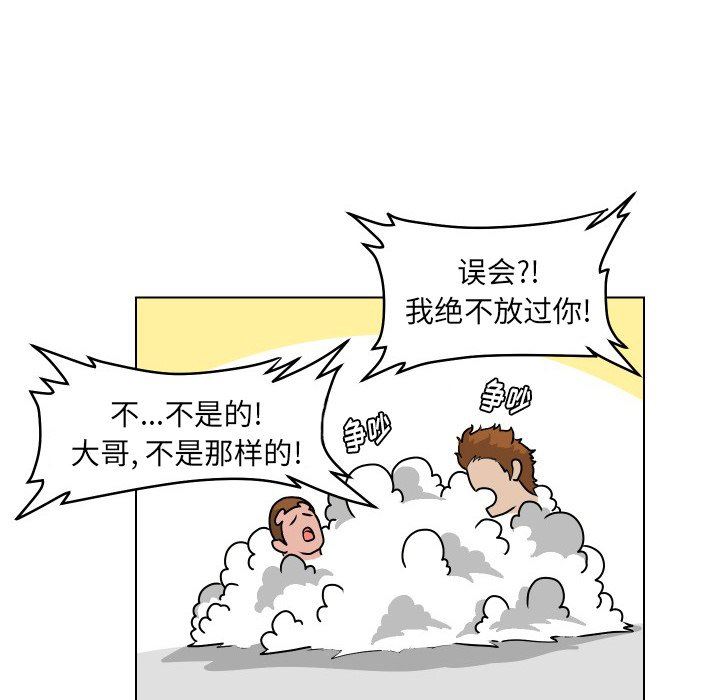 误会?!
我绝不放过你!
不...不是的!
大哥, 不是那样的!
争吵
争吵